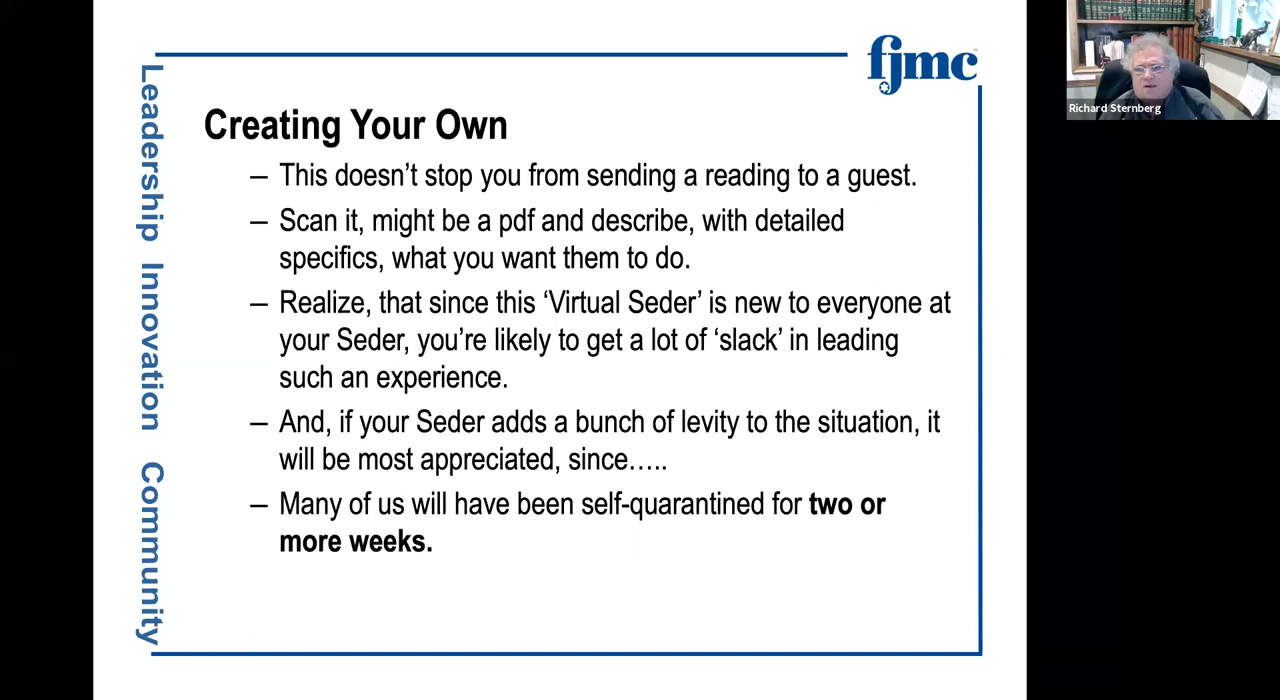 fjmc
Leadership Innovation Community
Creating Your Own
– This doesn’t stop you from sending a reading to a guest.
– Scan it, might be a pdf and describe, with detailed
specifics, what you want them to do.
– Realize, that since this ‘Virtual Seder’ is new to everyone at
your Seder, you’re likely to get a lot of ‘slack’ in leading
such an experience.
– And, if your Seder adds a bunch of levity to the situation, it
will be most appreciated, since…..
– Many of us will have been self-quarantined for two or
more weeks.
Richard Sternberg